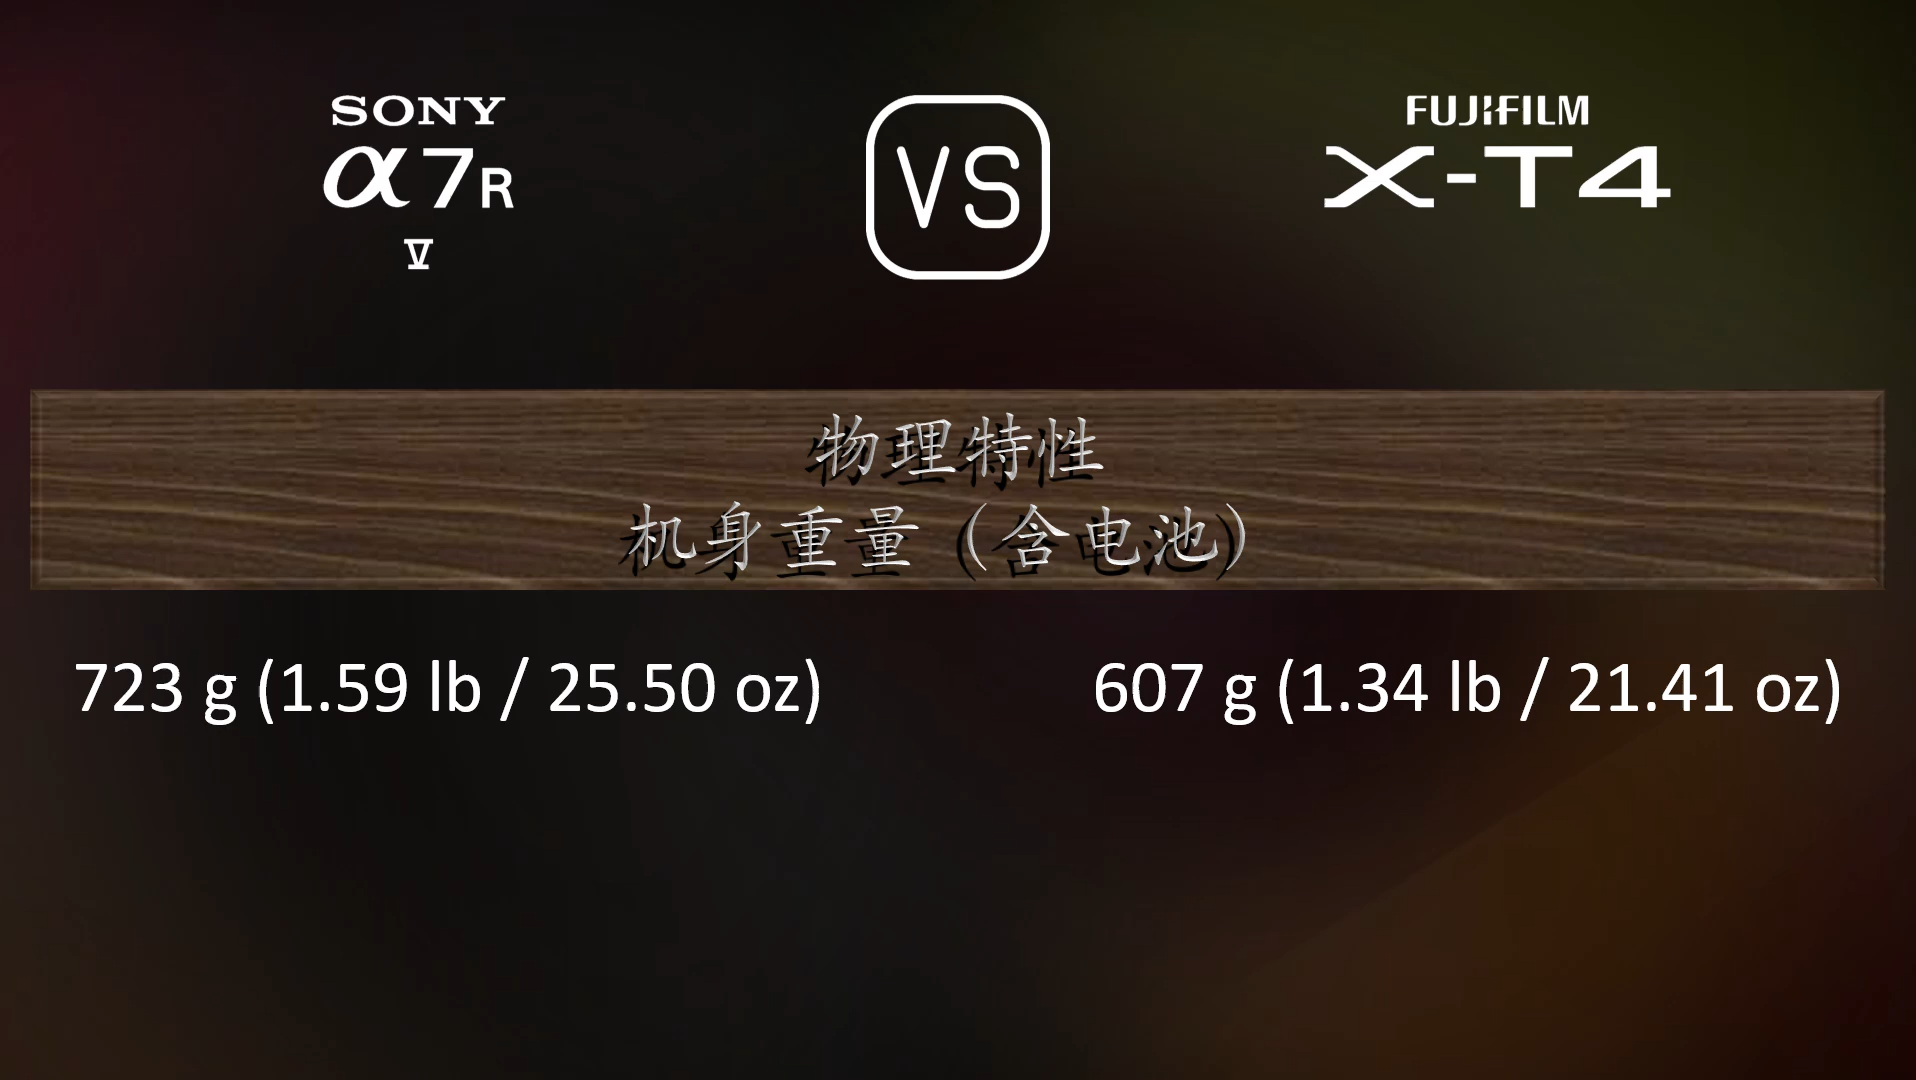 SONY
α7R
V
VS
FUJIFILM
X-T4
物理特性
机身重量（含电池）
723 g (1.59 lb / 25.50 oz)
607 g (1.34 lb / 21.41 oz)